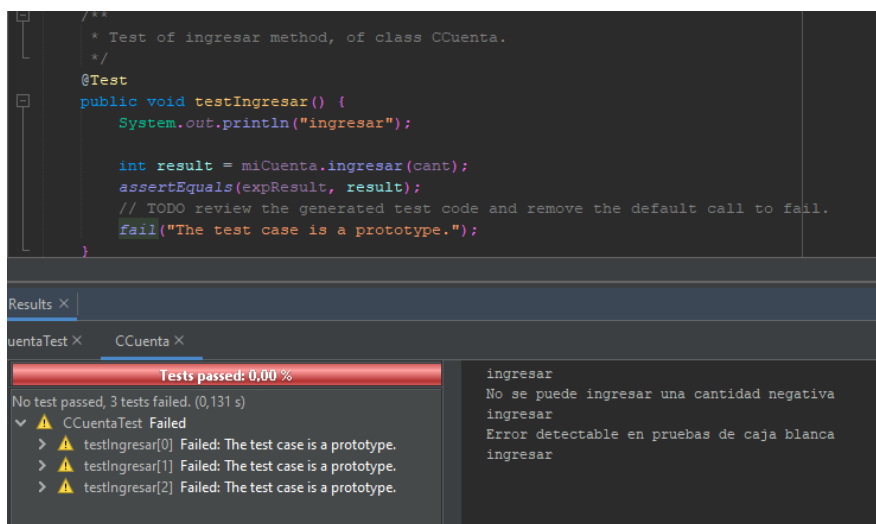 /**
* Test of ingresar method, of class CCuenta.
*/
@Test
public void testIngresar() {
System.out.println("ingresar");
int result = miCuenta.ingresar(cant);
assertEquals(expResult, result);
// TODO review the generated test code and remove the default call to fail.
fail("The test case is a prototype.");
}
Results ×
uentaTest × CCuenta ×
Tests passed: 0,00 %
No test passed, 3 tests failed. (0,131 s)
CCuentaTest Failed
testIngresar[0] Failed: The test case is a prototype.
testIngresar[1] Failed: The test case is a prototype.
testIngresar[2] Failed: The test case is a prototype.
ingresar
No se puede ingresar una cantidad negativa
ingresar
Error detectable en pruebas de caja blanca
ingresar